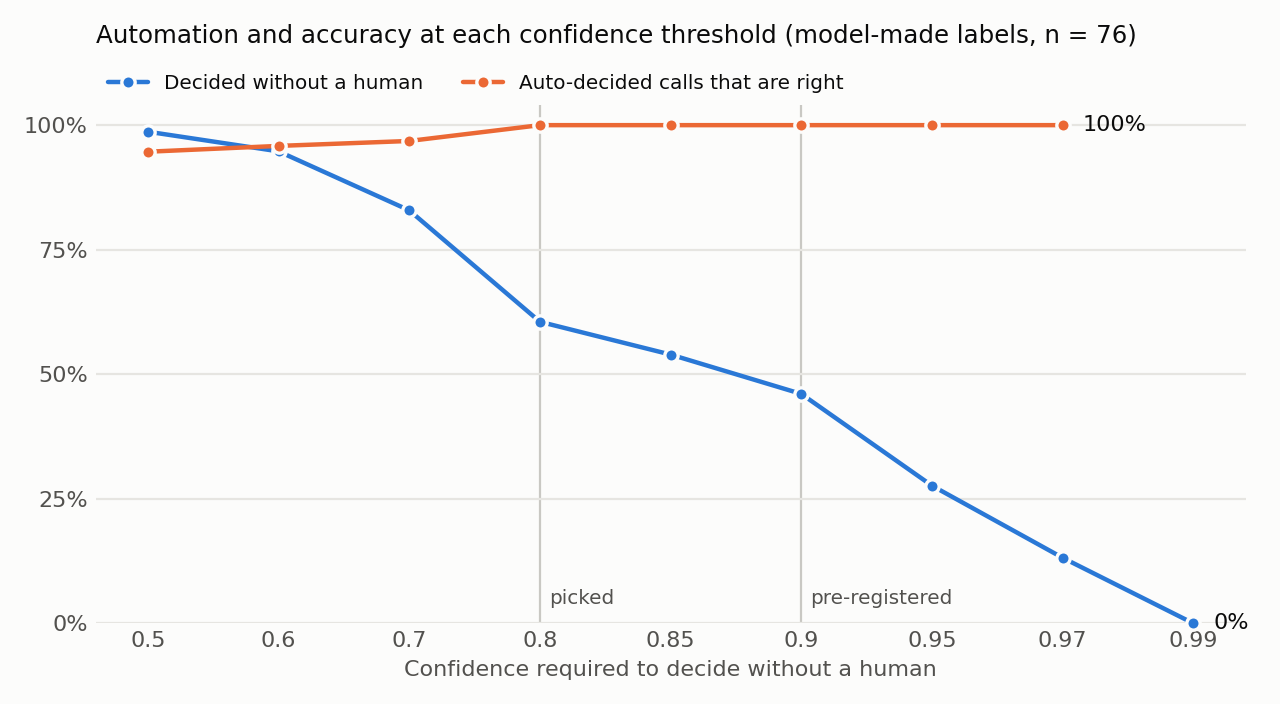 Automation and accuracy at each confidence threshold (model-made labels, n = 76)
Decided without a human
Auto-decided calls that are right
100%
100%
75%
50%
25%
picked
pre-registered
0%
0%
0.5 0.6 0.7 0.8 0.85 0.9 0.95 0.97 0.99
Confidence required to decide without a human